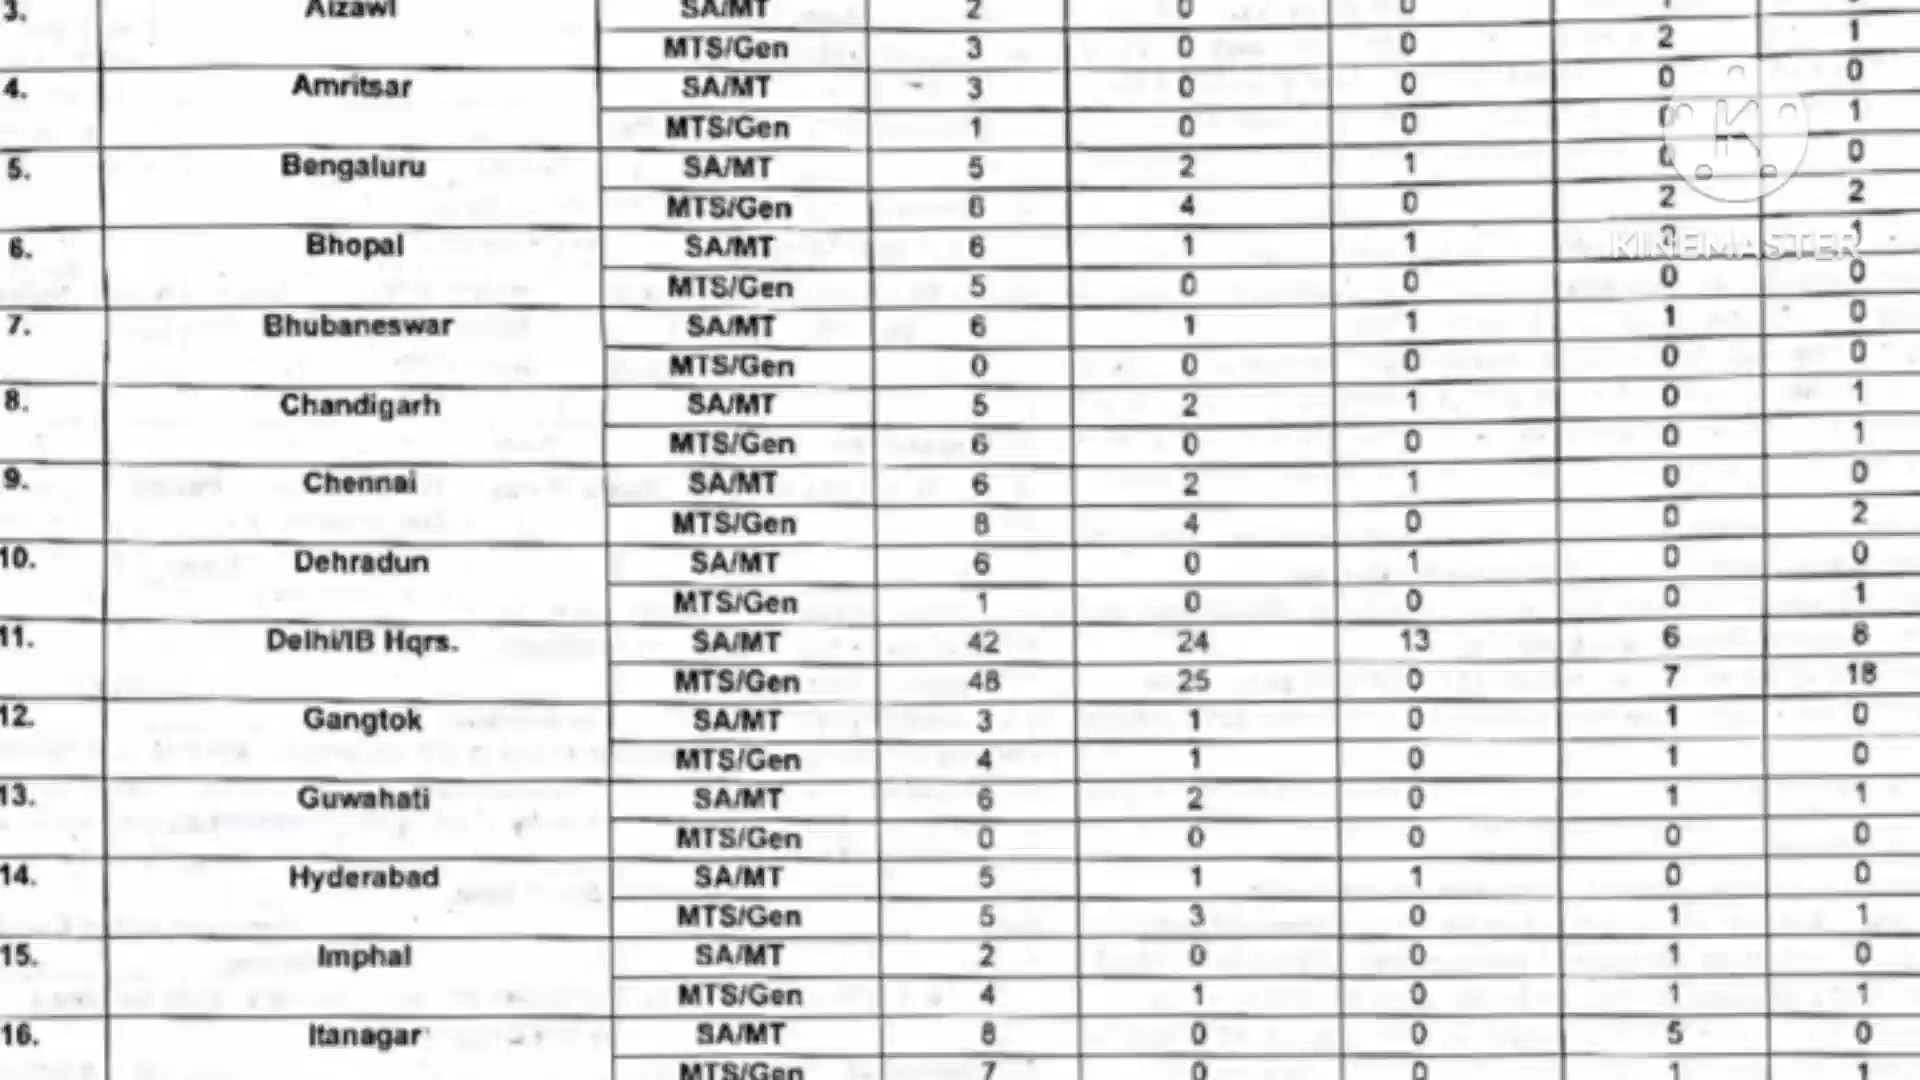 3. Aizawl SA/MT 2 0 0 1
MTS/Gen 3 0 0 2 1
4. Amritsar SA/MT 3 0 0 0 0
MTS/Gen 1 0 0 0 1
5. Bengaluru SA/MT 5 2 1 0 0
MTS/Gen 6 4 0 2 2
6. Bhopal SA/MT 6 1 1 1
KINEMASTER
MTS/Gen 5 0 0 0 0
7. Bhubaneswar SA/MT 6 1 1 1 0
MTS/Gen 0 0 0 0 0
8. Chandigarh SA/MT 5 2 1 0 1
MTS/Gen 6 0 0 0 1
9. Chennai SA/MT 6 2 1 0 0
MTS/Gen 8 4 0 0 2
10. Dehradun SA/MT 6 0 1 0 0
MTS/Gen 1 0 0 0 1
11. Delhi/IB Hqrs. SA/MT 42 24 13 6 8
MTS/Gen 48 25 0 7 18
12. Gangtok SA/MT 3 1 0 1 0
MTS/Gen 4 1 0 1 0
13. Guwahati SA/MT 6 2 0 1 1
MTS/Gen 0 0 0 0 0
14. Hyderabad SA/MT 5 1 1 0 0
MTS/Gen 5 3 0 1 1
15. Imphal SA/MT 2 0 0 1 0
MTS/Gen 4 1 0 1 1
16. Itanagar SA/MT 8 0 0 5 0
MTS/Gen 7 0 0 1 1